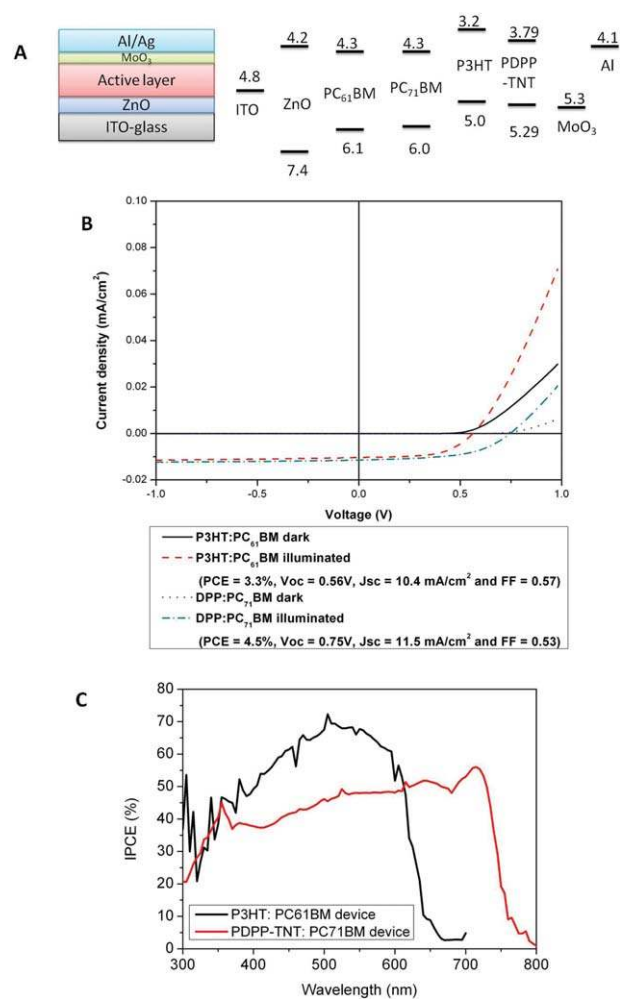 A
Al/Ag
MoO₃
Active layer
ZnO
ITO-glass
4.8
ITO
4.2
ZnO
7.4
4.3
PC₆₁BM
6.1
4.3
PC₇₁BM
6.0
3.2
P3HT
5.0
3.79
PDPP
-TNT
5.29
5.3
MoO₃
4.1
Al
B
Current density (mA/cm²)
0.10
0.08
0.06
0.04
0.02
0.00
-0.02
-1.0 -0.5 0.0 0.5 1.0
Voltage (V)
P3HT:PC₆₁BM dark
P3HT:PC₆₁BM illuminated
(PCE = 3.3%, Voc = 0.56V, Jsc = 10.4 mA/cm² and FF = 0.57)
DPP:PC₇₁BM dark
DPP:PC₇₁BM illuminated
(PCE = 4.5%, Voc = 0.75V, Jsc = 11.5 mA/cm² and FF = 0.53)
C
IPCE (%)
80
70
60
50
40
30
20
10
0
P3HT: PC61BM device
PDPP-TNT: PC71BM device
300 400 500 600 700 800
Wavelength (nm)